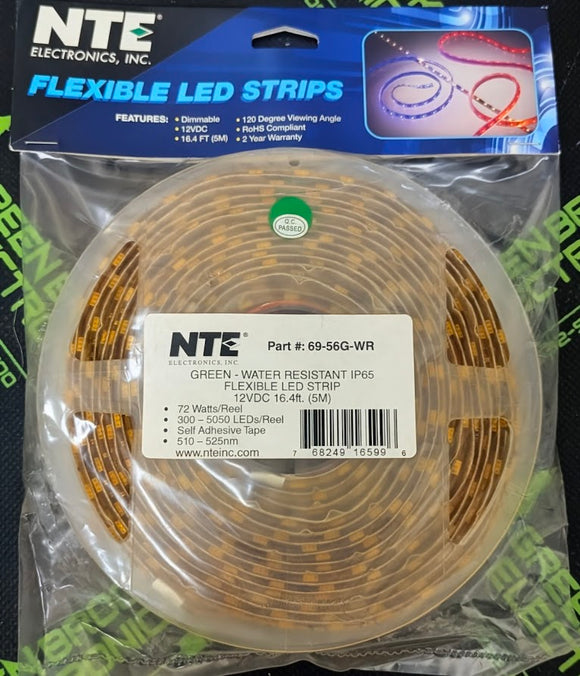 NTE®
ELECTRONICS, INC.
FLEXIBLE LED STRIPS
FEATURES: • Dimmable • 120 Degree Viewing Angle
• 12VDC • RoHS Compliant
• 16.4 FT (5M) • 2 Year Warranty
Q.C.
PASSED
NTE®
ELECTRONICS, INC.
Part #: 69-56G-WR
GREEN - WATER RESISTANT IP65
FLEXIBLE LED STRIP
12VDC 16.4ft. (5M)
• 72 Watts/Reel
• 300 – 5050 LEDs/Reel
• Self Adhesive Tape
• 510 – 525nm
www.nteinc.com
7 68249 16599 6